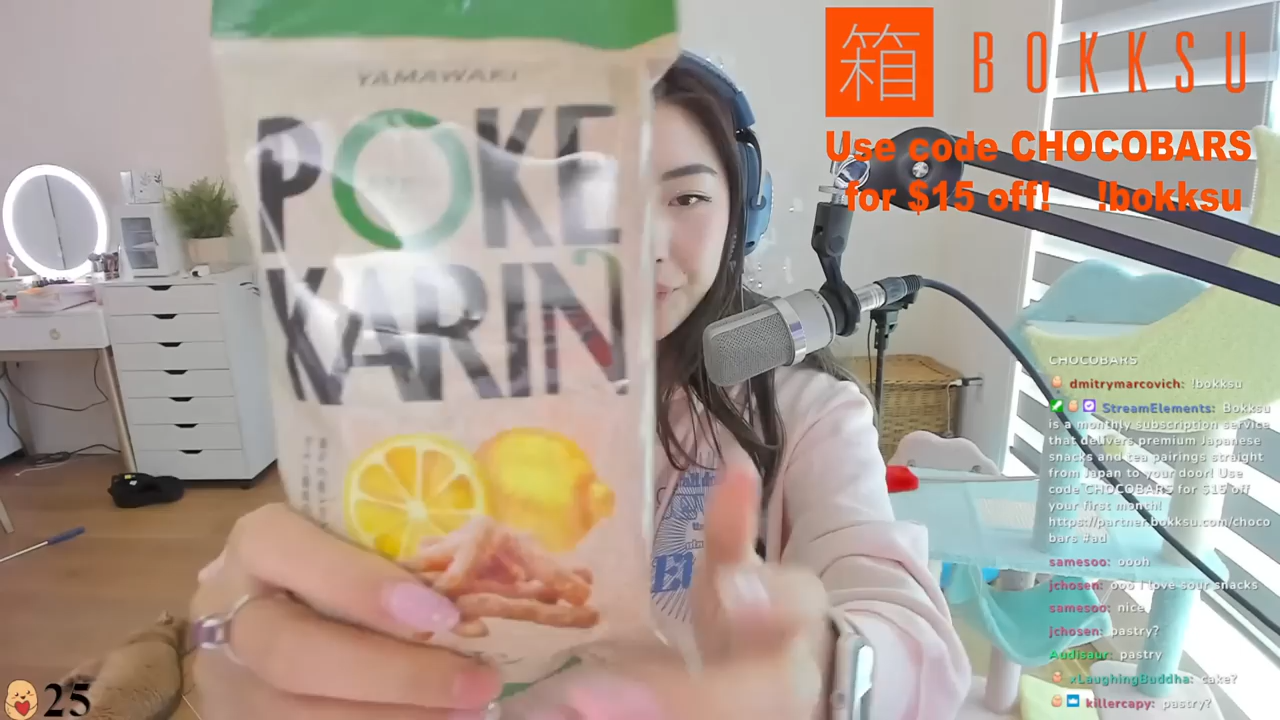 YAMAWAKI
POKE
KARIN
箱 BOKKSU
Use code CHOCOBARS
for $15 off! !bokksu
CHOCOBARS
dmitrymarcovich: !bokksu
StreamElements: Bokksu
is a monthly subscription service
that delivers premium Japanese
snacks and tea pairings straight
from Japan to your door! Use
code CHOCOBARS for $15 off
your first month!
https://partner.bokksu.com/choco
bars #ad
samesoo: oooh
jchosen: ooo I love sour snacks
samesoo: nice
jchosen: pastry?
Audisaur: pastry
xLaughingBuddha: cake?
killercapy: pastry?
25